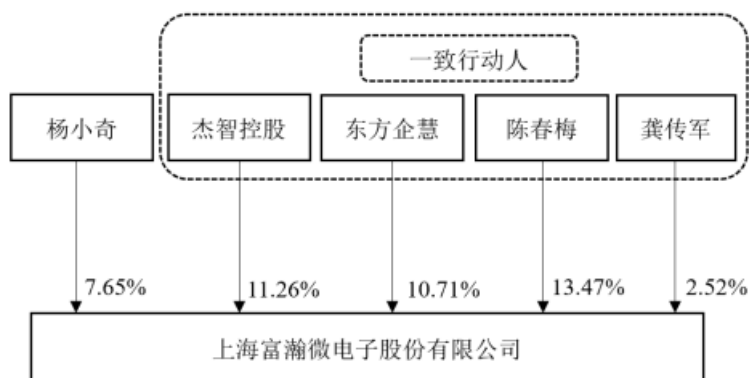 一致行动人
杨小奇 杰智控股 东方企慧 陈春梅 龚传军
7.65% 11.26% 10.71% 13.47% 2.52%
上海富瀚微电子股份有限公司